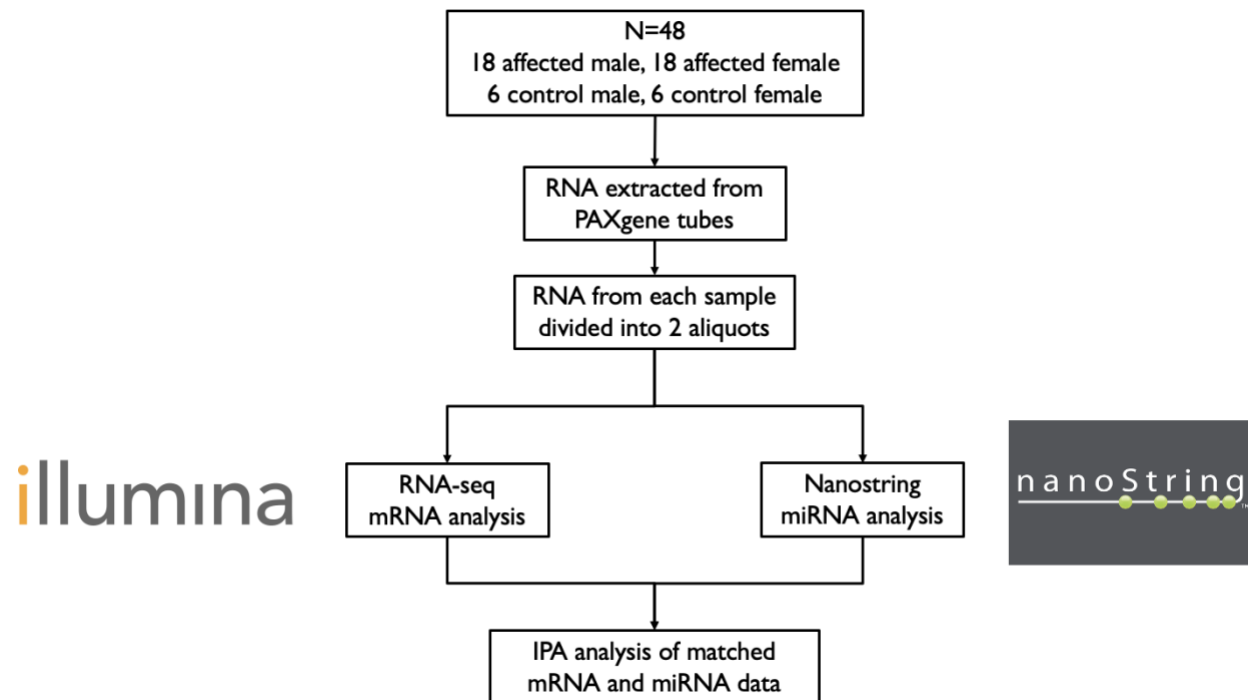 N=48
18 affected male, 18 affected female
6 control male, 6 control female
RNA extracted from
PAXgene tubes
RNA from each sample
divided into 2 aliquots
illumina
RNA-seq
mRNA analysis
Nanostring
miRNA analysis
nanoString
TM
IPA analysis of matched
mRNA and miRNA data